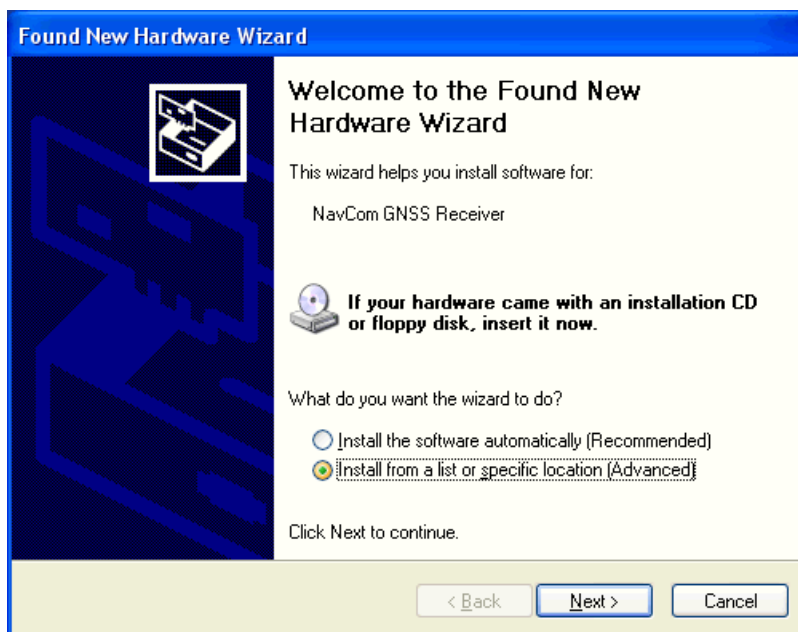 Found New Hardware Wizard
Welcome to the Found New
Hardware Wizard
This wizard helps you install software for:
NavCom GNSS Receiver
If your hardware came with an installation CD
or floppy disk, insert it now.
What do you want the wizard to do?
Install the software automatically (Recommended)
Install from a list or specific location (Advanced)
Click Next to continue.
< Back
Next >
Cancel